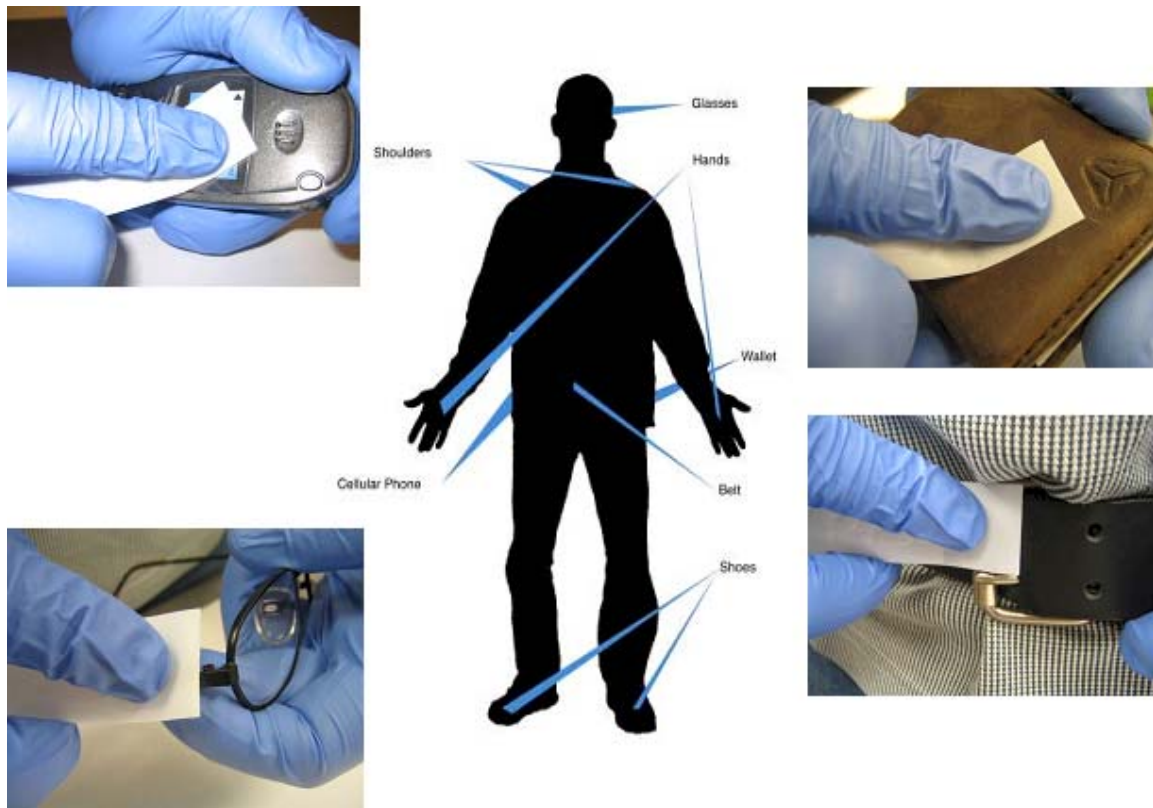 Glasses
Shoulders
Hands
Wallet
Cellular Phone
Belt
Shoes